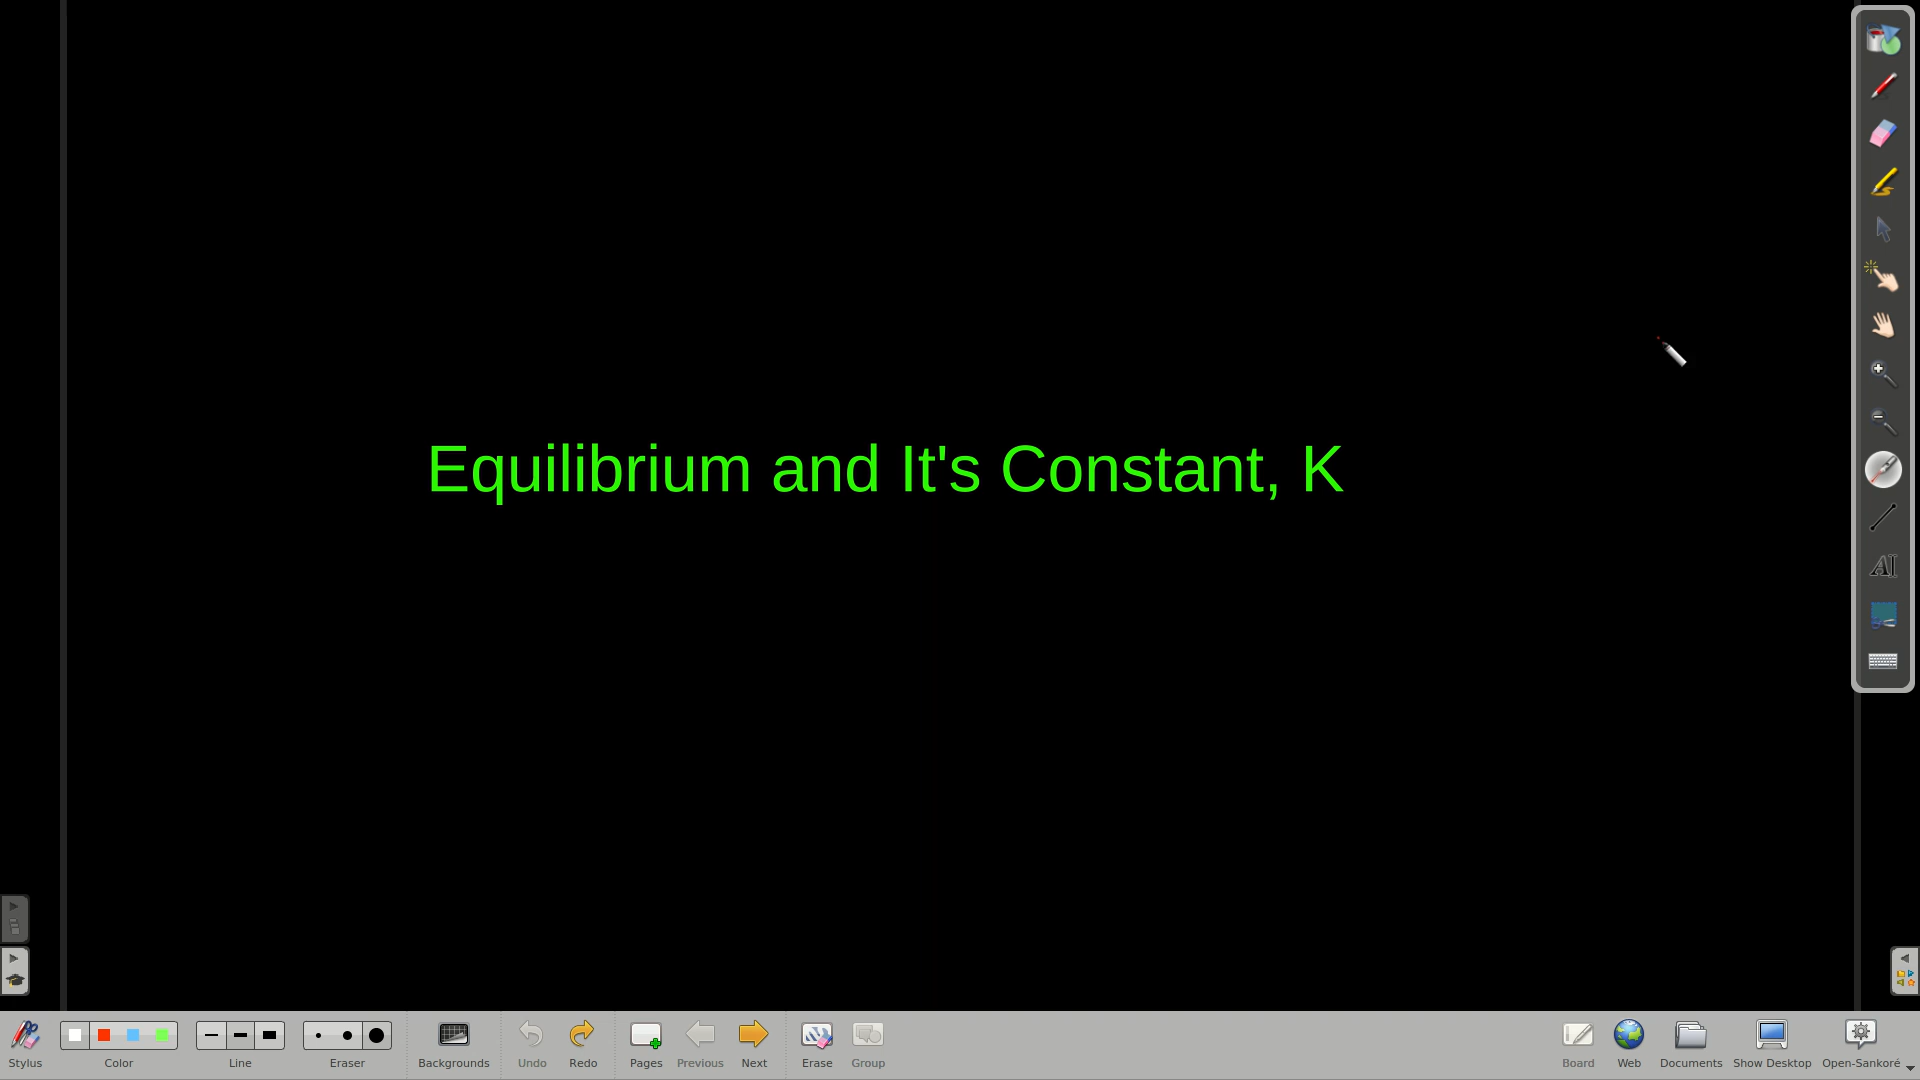 Equilibrium and It's Constant, K
Stylus Color Line Eraser Backgrounds Undo Redo Pages Previous Next Erase Group Board Web Documents Show Desktop Open-Sankoré